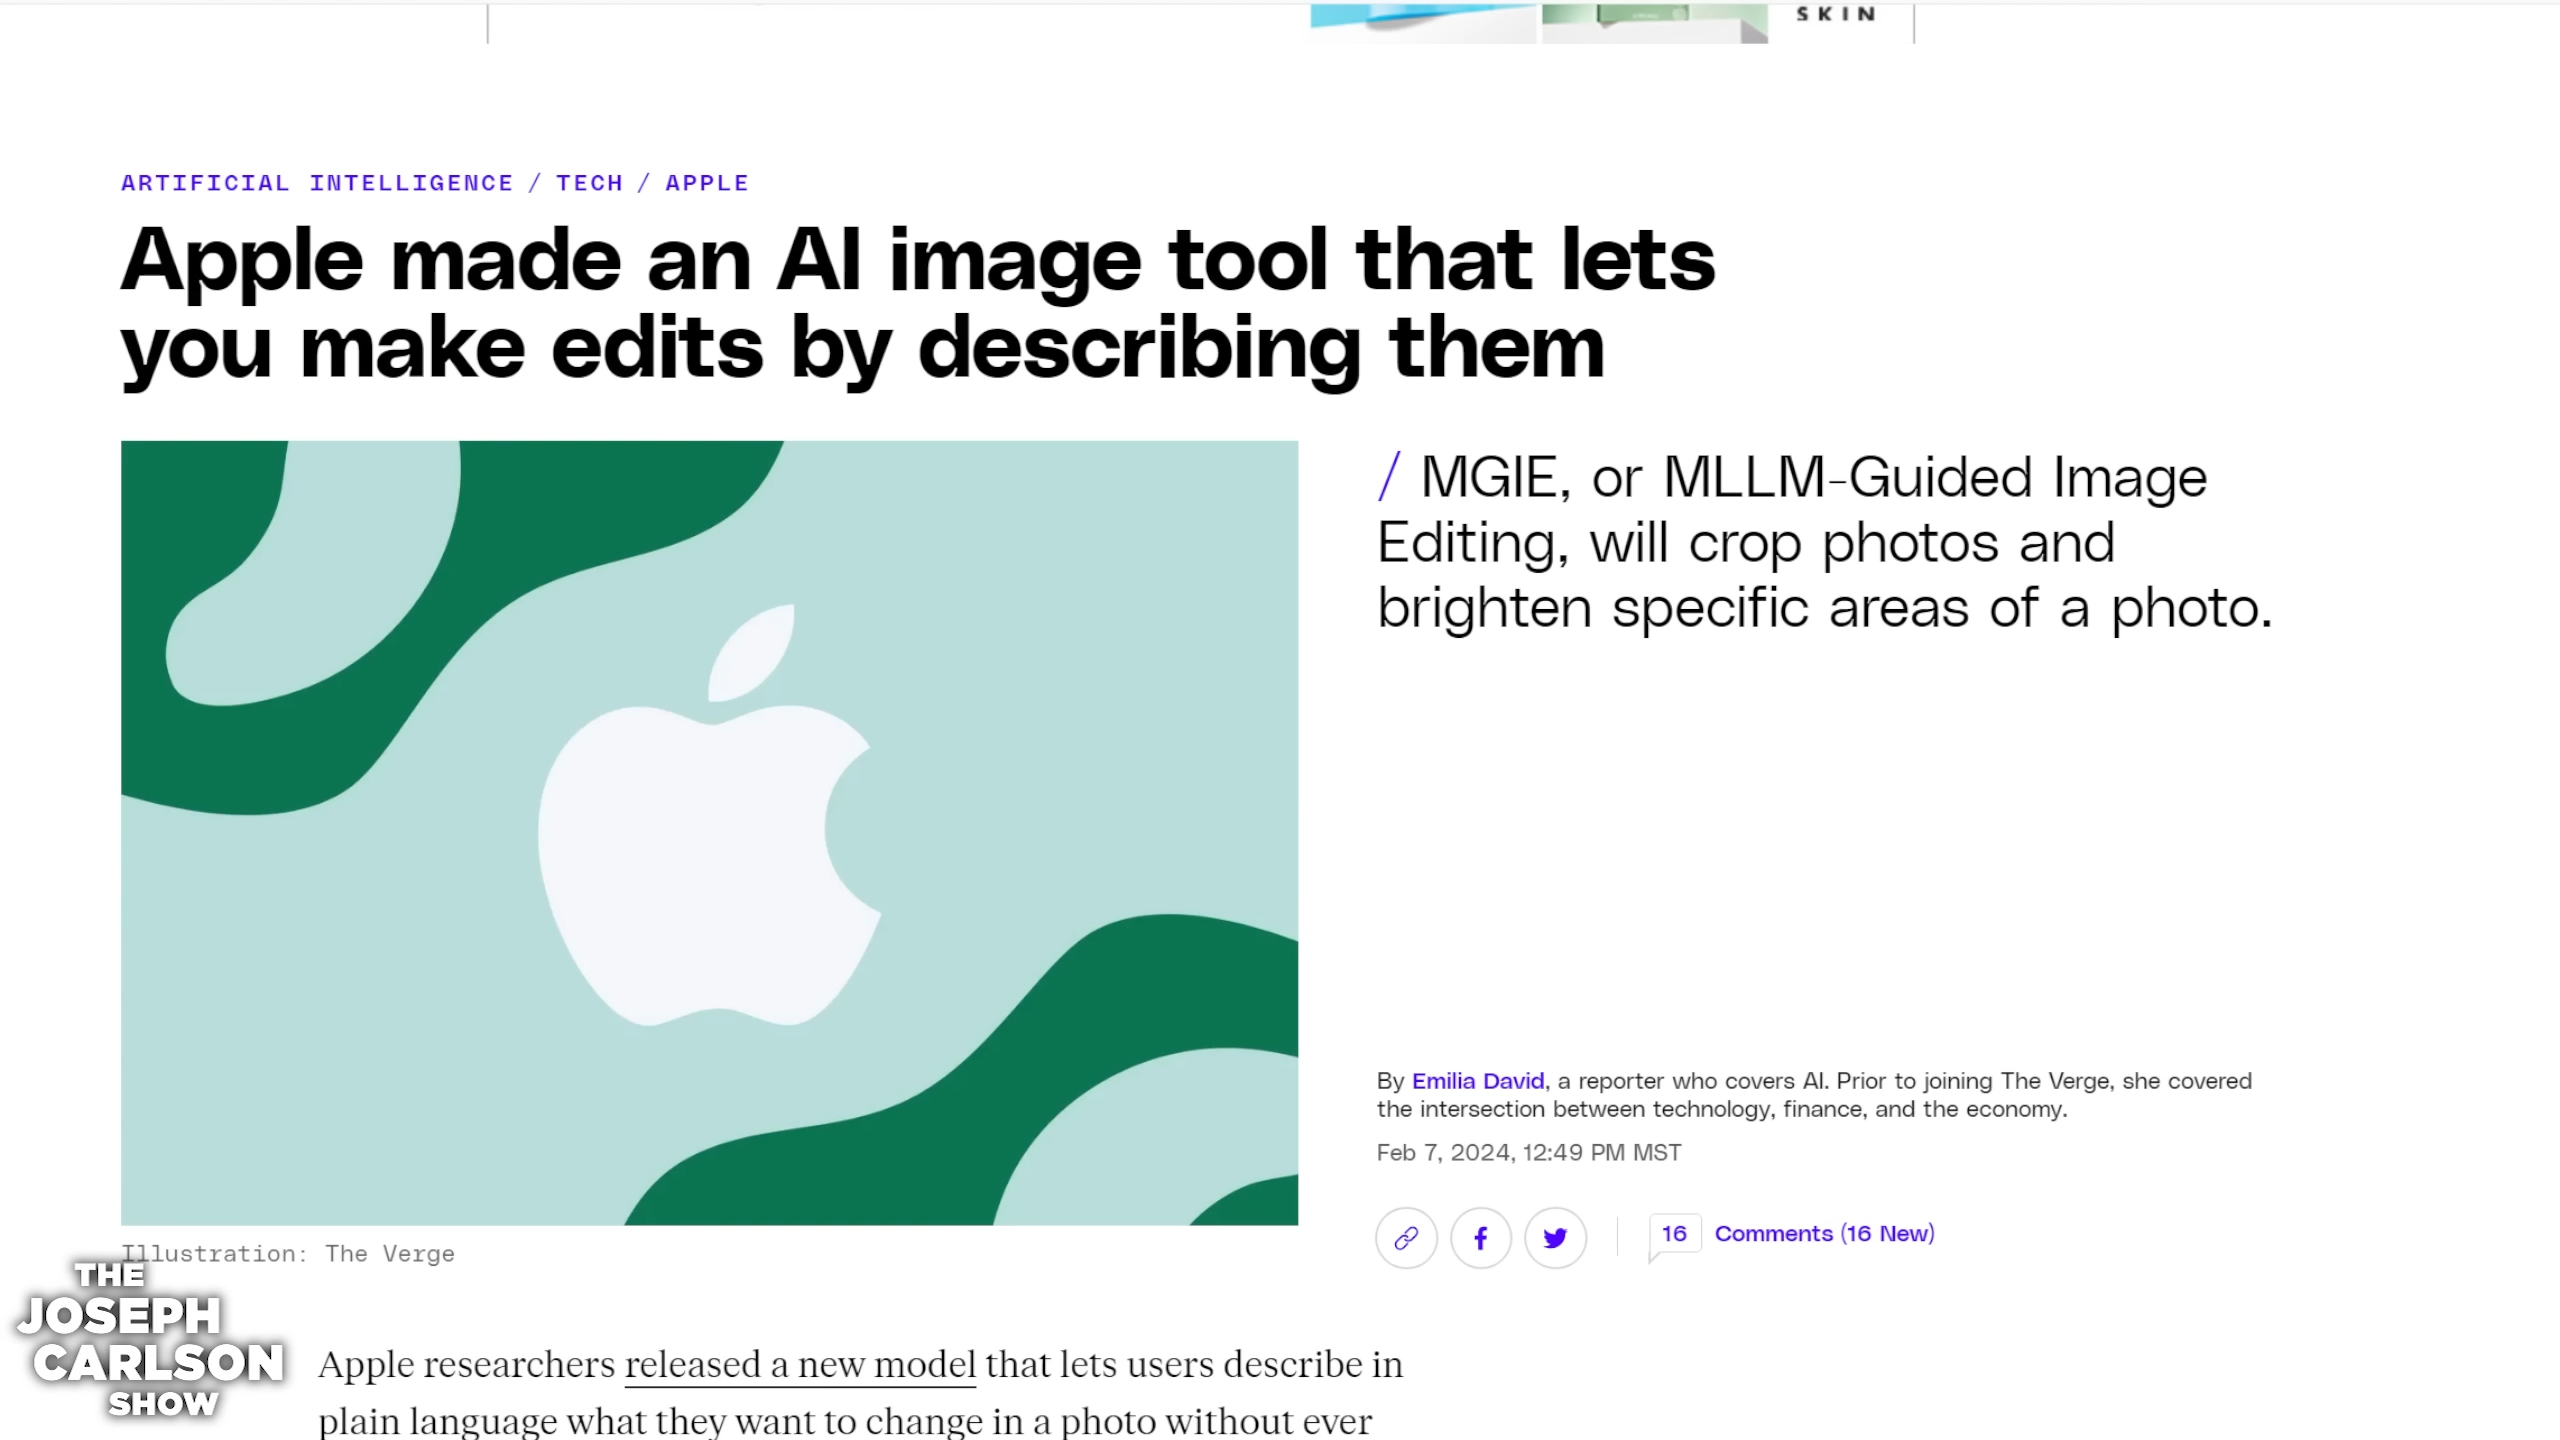 SKIN
ARTIFICIAL INTELLIGENCE / TECH / APPLE
Apple made an AI image tool that lets
you make edits by describing them
/ MGIE, or MLLM-Guided Image
Editing, will crop photos and
brighten specific areas of a photo.
By Emilia David, a reporter who covers AI. Prior to joining The Verge, she covered
the intersection between technology, finance, and the economy.
Feb 7, 2024, 12:49 PM MST
16 Comments (16 New)
Illustration: The Verge
THE
JOSEPH
CARLSON
SHOW
Apple researchers released a new model that lets users describe in
plain language what they want to change in a photo without ever